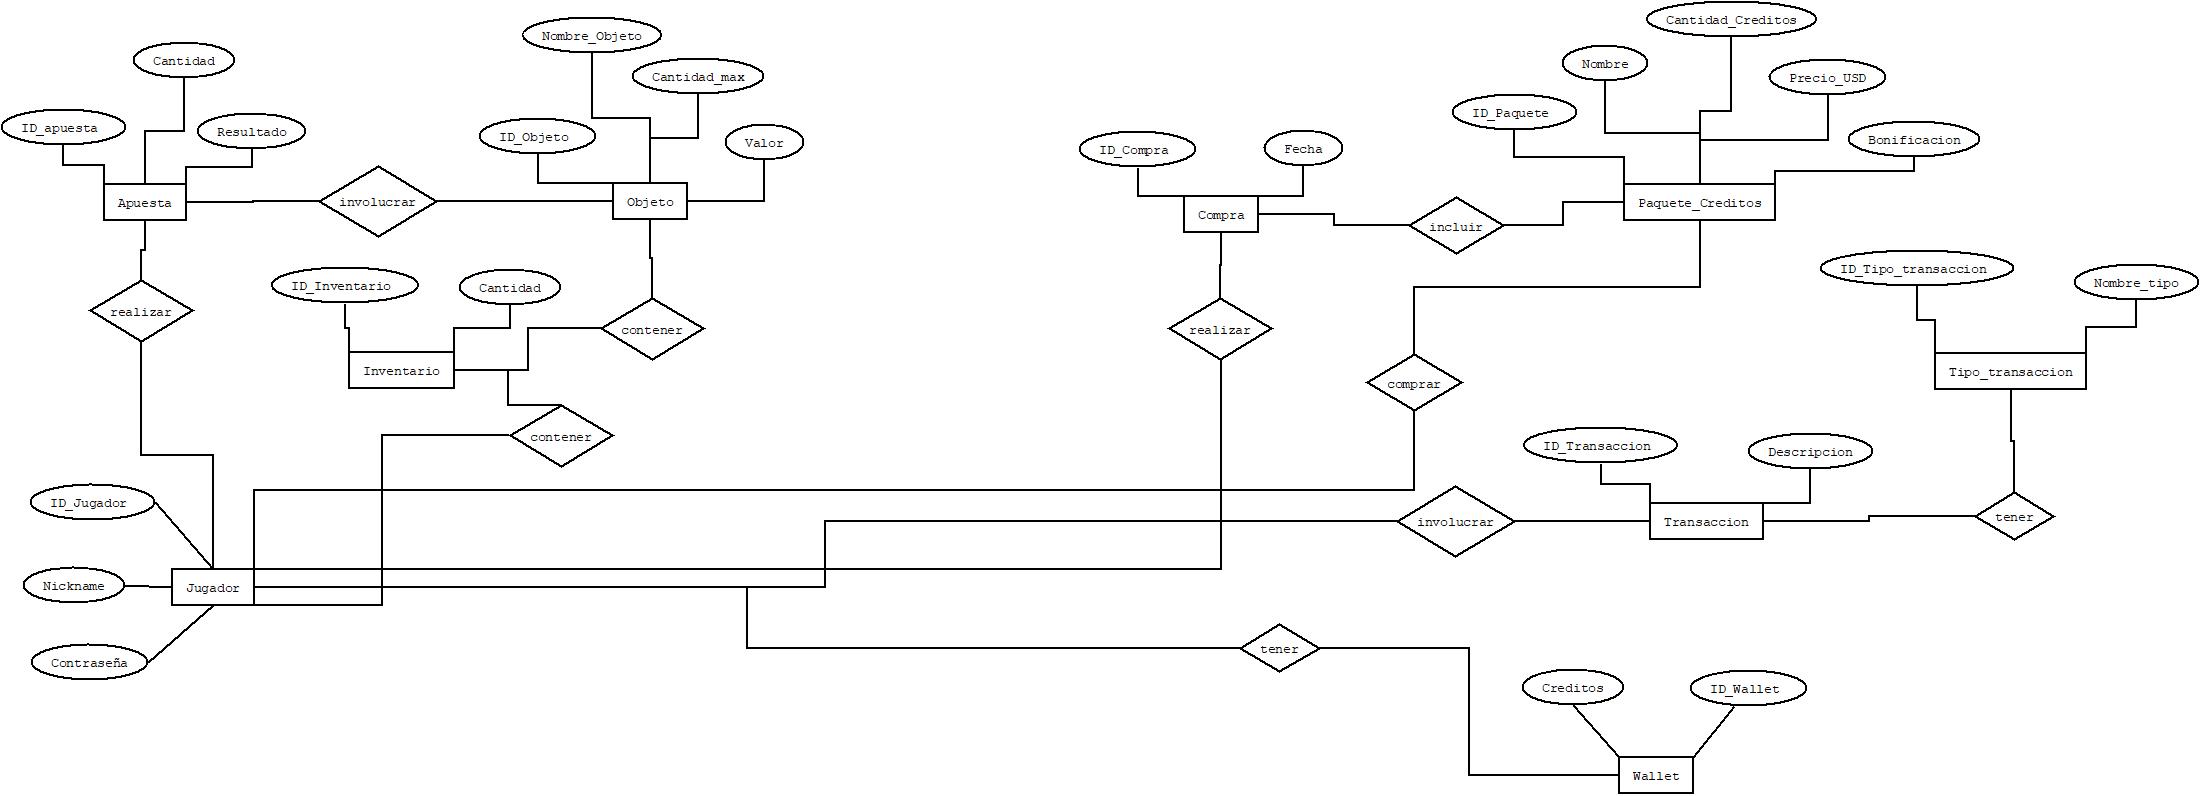 Cantidad_Creditos
Nombre_Objeto
Cantidad
Nombre
Cantidad_max
Precio_USD
ID_Paquete
ID_apuesta
Resultado
ID_Objeto
Valor
ID_Compra
Fecha
Bonificacion
Apuesta
involucrar
Objeto
Compra
incluir
Paquete_Creditos
ID_Tipo_transaccion
Nombre_tipo
ID_Inventario
Cantidad
realizar
contener
realizar
Inventario
comprar
Tipo_transaccion
contener
ID_Transaccion
Descripcion
ID_Jugador
involucrar
Transaccion
tener
Nickname
Jugador
Contraseña
tener
Creditos
ID_Wallet
Wallet